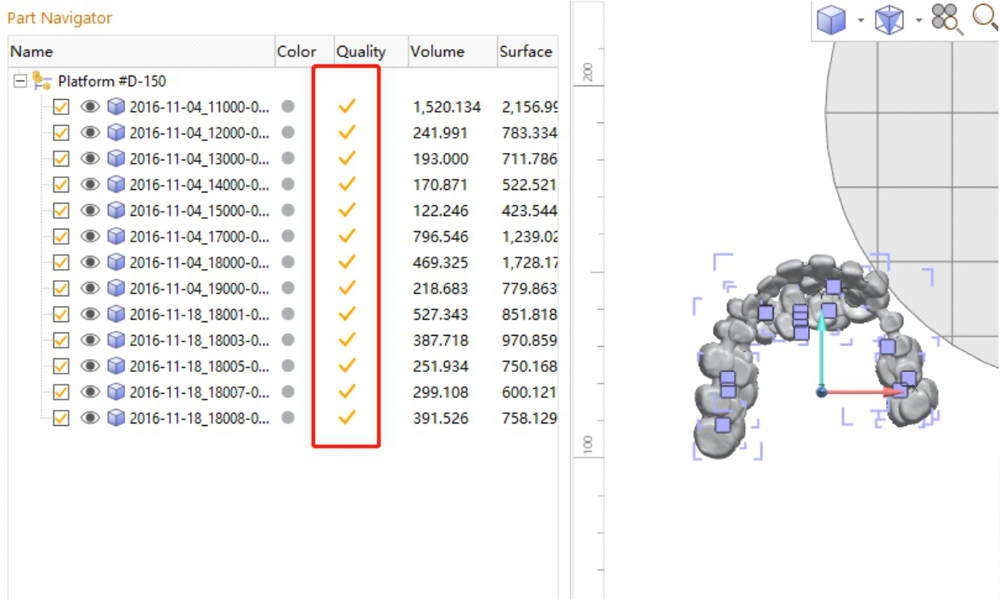 Part Navigator
Name Color Quality Volume Surface
Platform #D-150
2016-11-04_11000-0... 1,520.134 2,156.99
2016-11-04_12000-0... 241.991 783.334
2016-11-04_13000-0... 193.000 711.786
2016-11-04_14000-0... 170.871 522.521
2016-11-04_15000-0... 122.246 423.544
2016-11-04_17000-0... 796.546 1,239.02
2016-11-04_18000-0... 469.325 1,728.17
2016-11-04_19000-0... 218.683 779.863
2016-11-18_18001-0... 527.343 851.818
2016-11-18_18003-0... 387.718 970.859
2016-11-18_18005-0... 251.934 750.168
2016-11-18_18007-0... 299.108 600.121
2016-11-18_18008-0... 391.526 758.129
200
100
Z